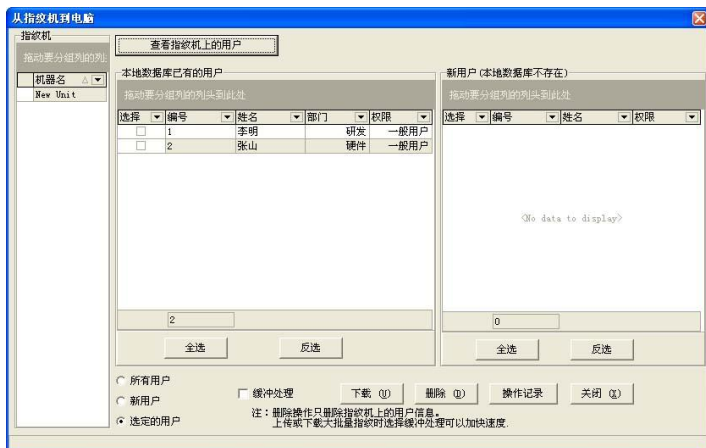 从指纹机到电脑
指纹机
拖动要分组列的列
机器名
New Unit
查看指纹机上的用户
本地数据库已有的用户
拖动要分组列的列头到此处
选择 编号 姓名 部门 权限
1 李明 研发 一般用户
2 张山 硬件 一般用户
2
全选 反选
新用户(本地数据库不存在)
拖动要分组列的列头到此处
选择 编号 姓名 权限
<No data to display>
0
全选 反选
所有用户
新用户
选定的用户
缓冲处理 下载 (U) 删除 (D) 操作记录 关闭 (X)
注：删除操作只删除指纹机上的用户信息。
上传或下载大批量指纹时选择缓冲处理可以加快速度.